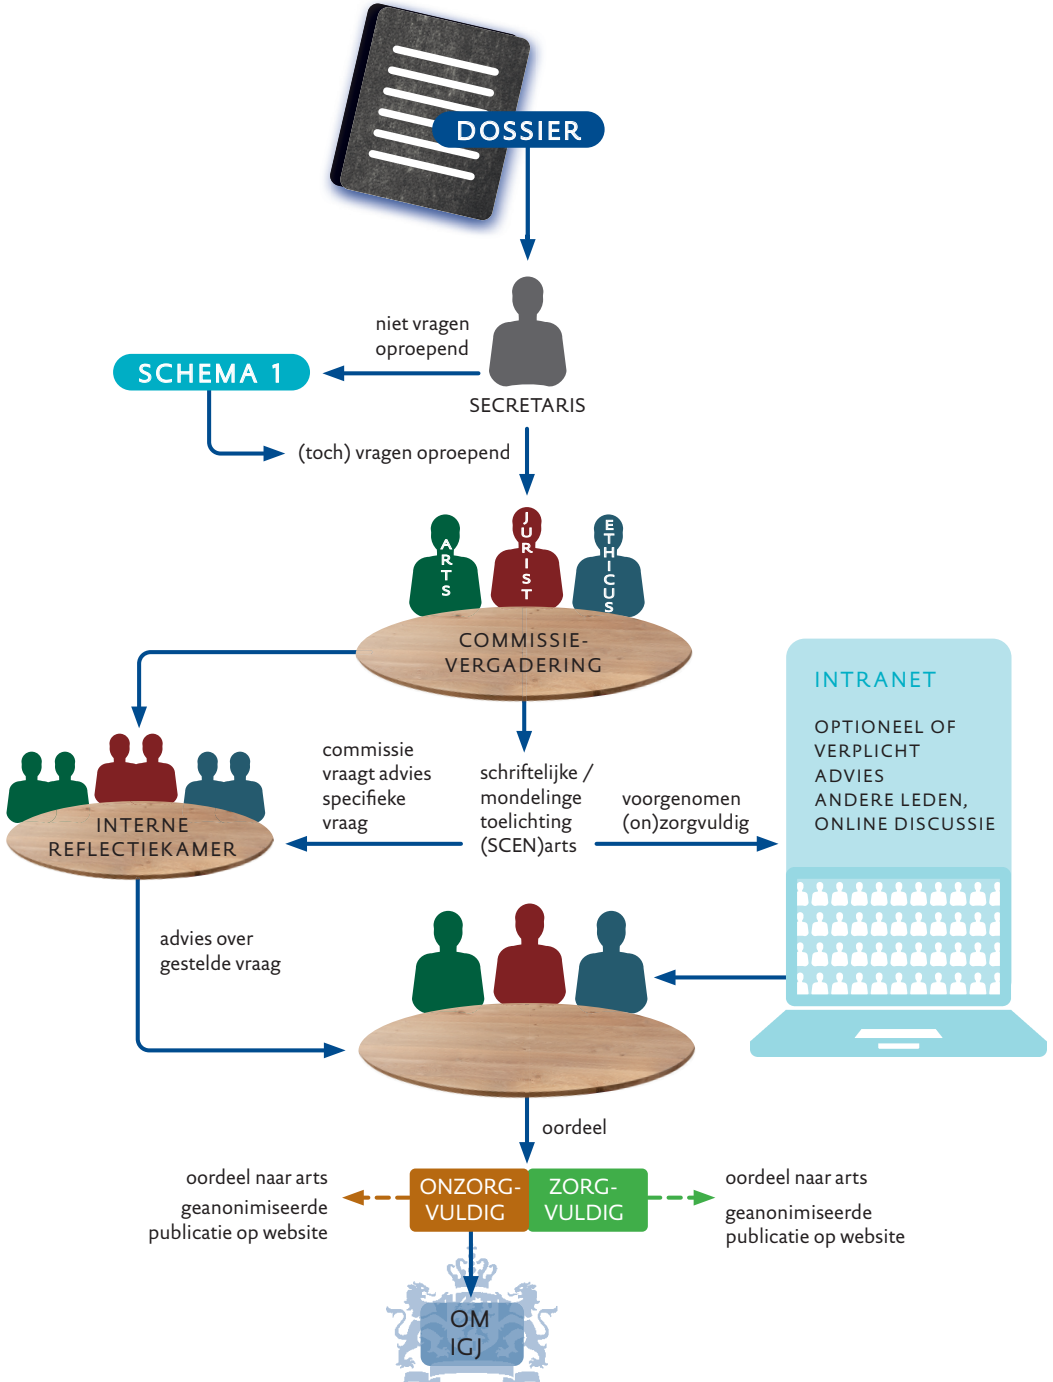 DOSSIER
niet vragen
oproepend
SCHEMA 1
SECRETARIS
(toch) vragen oproepend
ARTS
JURIST
ETHICUS
COMMISSIE-
VERGADERING
INTRANET
OPTIONEEL OF
VERPLICHT
ADVIES
ANDERE LEDEN,
ONLINE DISCUSSIE
commissie
vraagt advies
specifieke
vraag
schriftelijke /
mondelinge
toelichting
(SCEN)arts
voorgenomen
(on)zorgvuldig
INTERNE
REFLECTIEKAMER
advies over
gestelde vraag
oordeel
oordeel naar arts
geanonimiseerde
publicatie op website
ONZORG-
VULDIG
ZORG-
VULDIG
oordeel naar arts
geanonimiseerde
publicatie op website
OM
IGJ